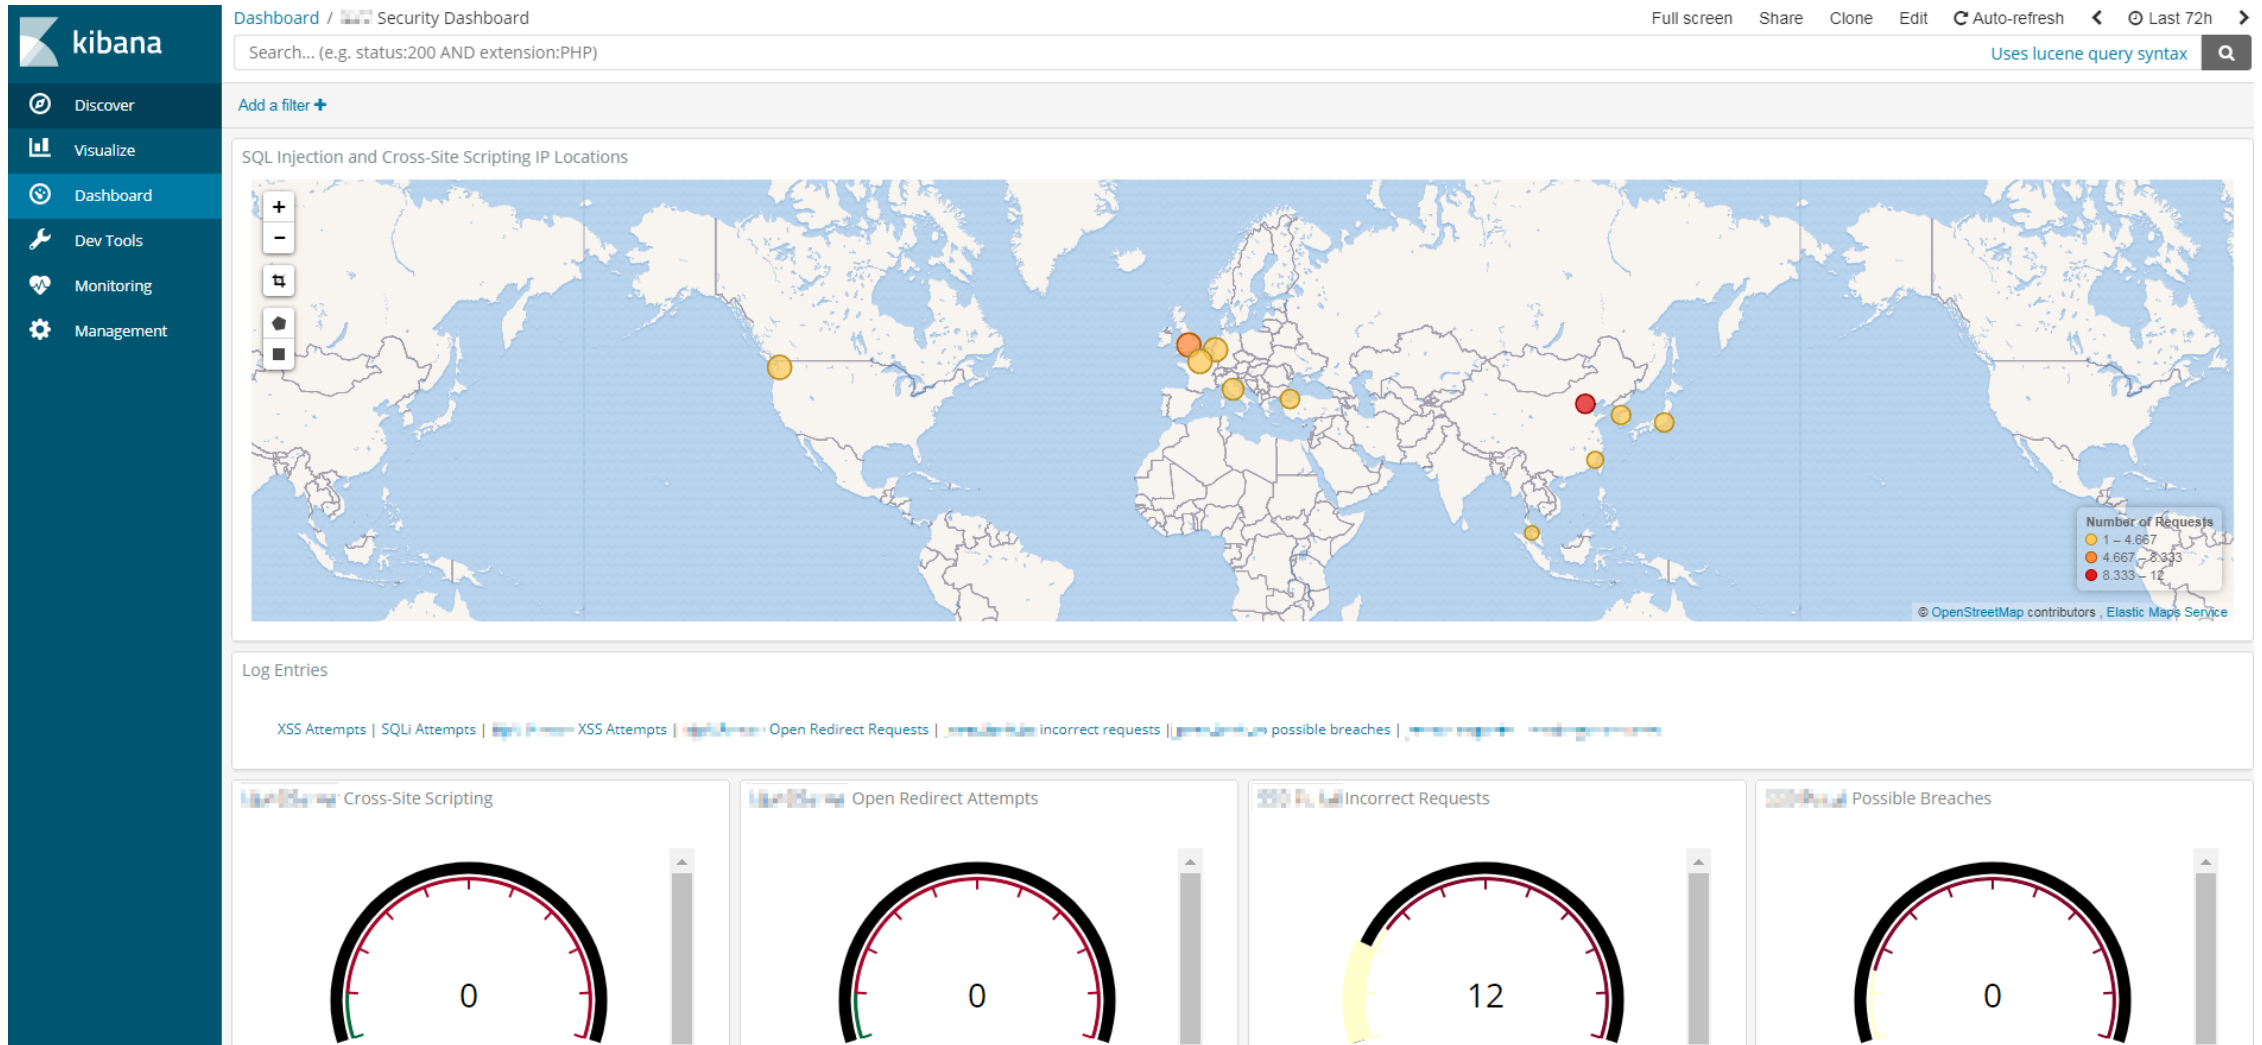 kibana
Discover
Visualize
Dashboard
Dev Tools
Monitoring
Management
Dashboard / Security Dashboard
Full screen Share Clone Edit Auto-refresh Last 72h
Search... (e.g. status:200 AND extension:PHP)
Uses lucene query syntax
Add a filter +
SQL Injection and Cross-Site Scripting IP Locations
+
−
Number of Requests
1 – 4.667
4.667 – 8.333
8.333 – 12
© OpenStreetMap contributors , Elastic Maps Service
Log Entries
XSS Attempts | SQLi Attempts | XSS Attempts | Open Redirect Requests | incorrect requests | possible breaches |
Cross-Site Scripting
0
Open Redirect Attempts
0
Incorrect Requests
12
Possible Breaches
0